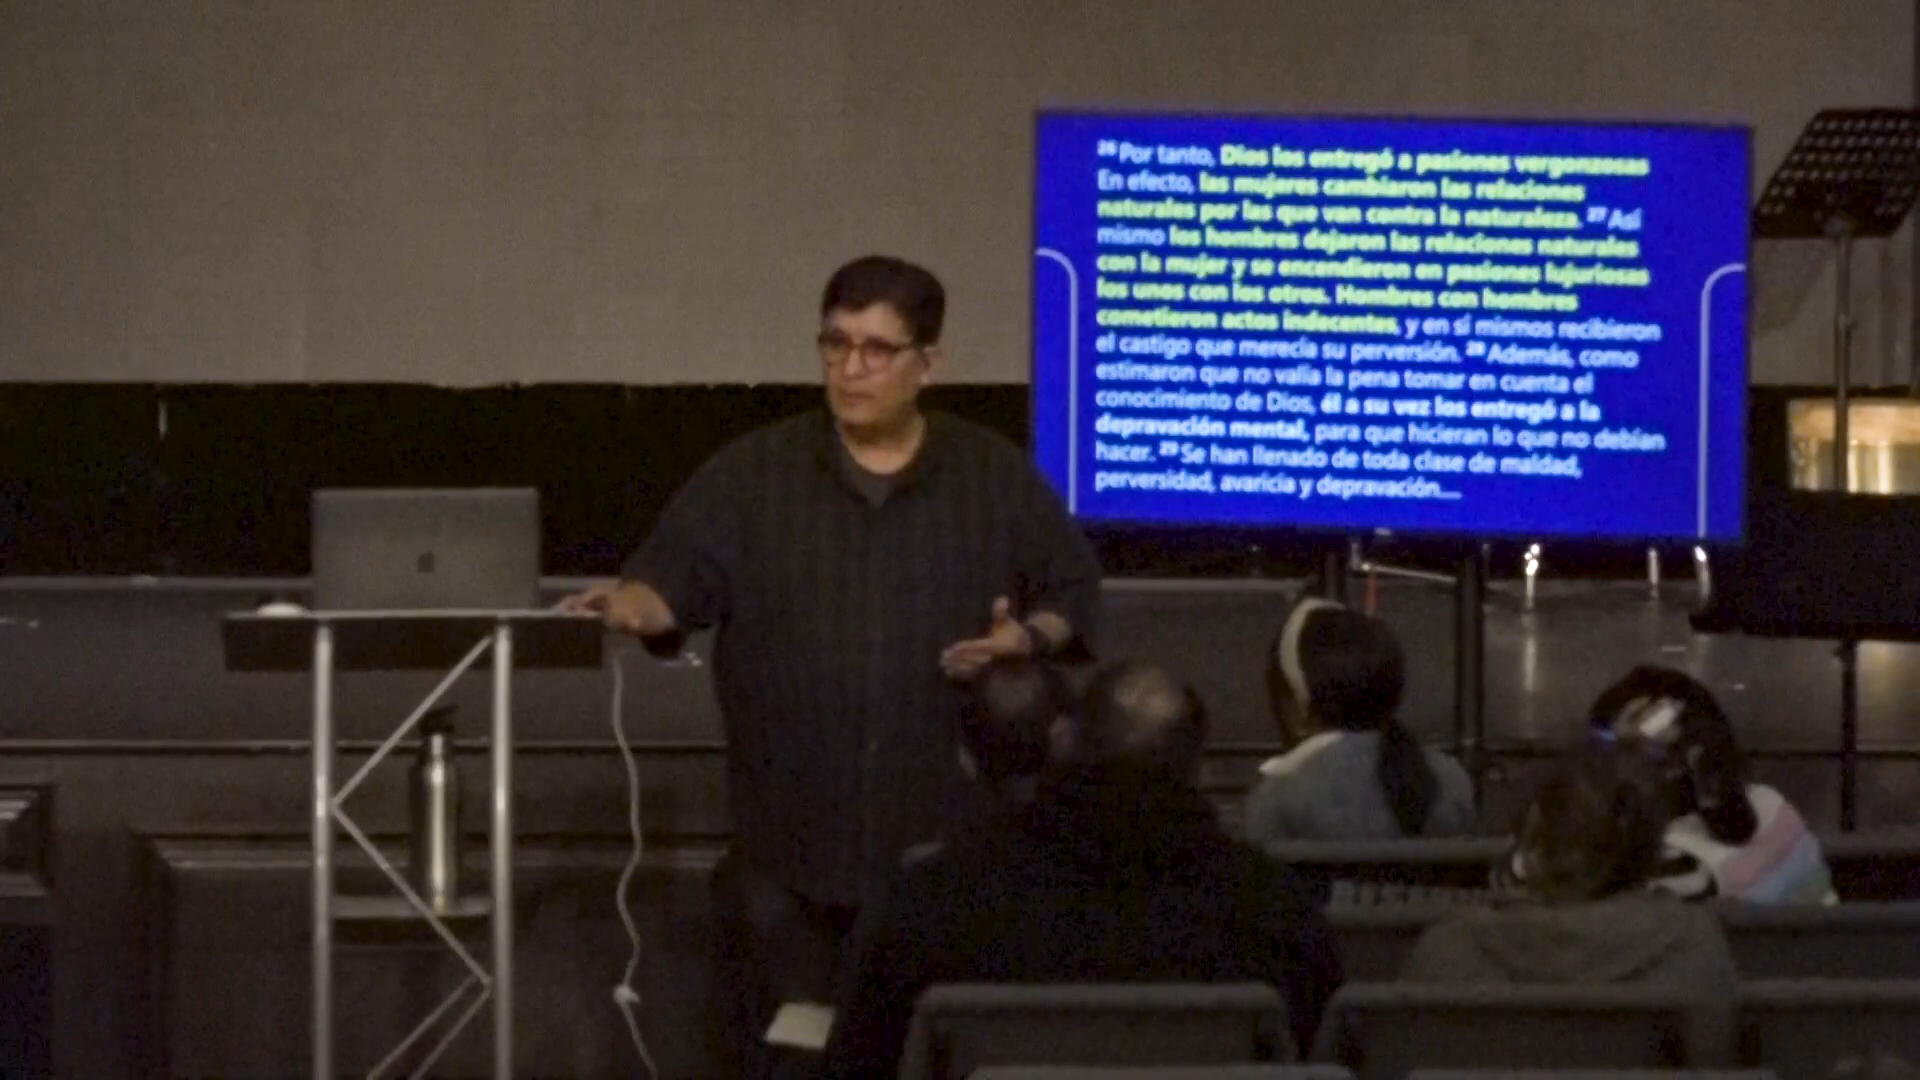 26 Por tanto, Dios los entregó a pasiones vergonzosas
En efecto, las mujeres cambiaron las relaciones
naturales por las que van contra la naturaleza. 27 Así
mismo los hombres dejaron las relaciones naturales
con la mujer y se encendieron en pasiones lujuriosas
los unos con los otros. Hombres con hombres
cometieron actos indecentes, y en sí mismos recibieron
el castigo que merecía su perversión. 28 Además, como
estimaron que no valía la pena tomar en cuenta el
conocimiento de Dios, él a su vez los entregó a la
depravación mental, para que hicieran lo que no debían
hacer. 29 Se han llenado de toda clase de maldad,
perversidad, avaricia y depravación....